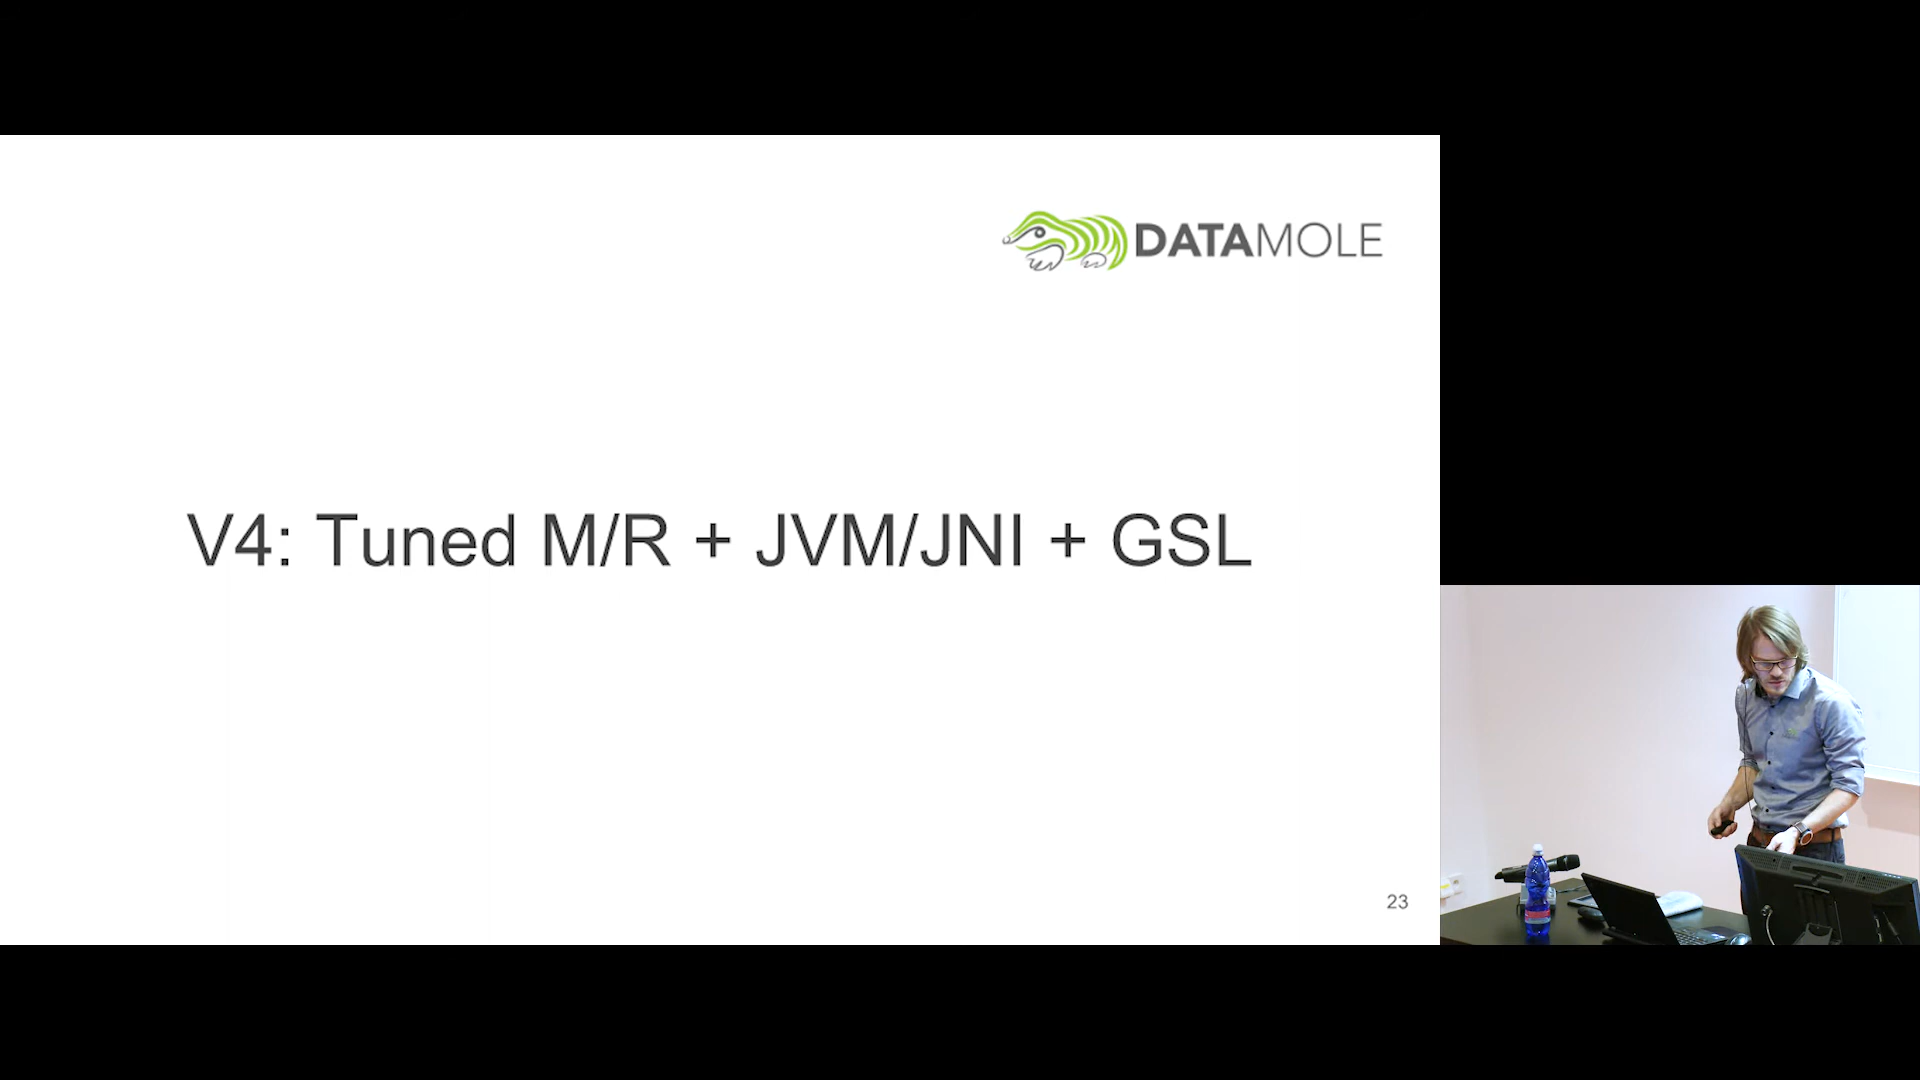 DATAMOLE
V4: Tuned M/R + JVM/JNI + GSL
23